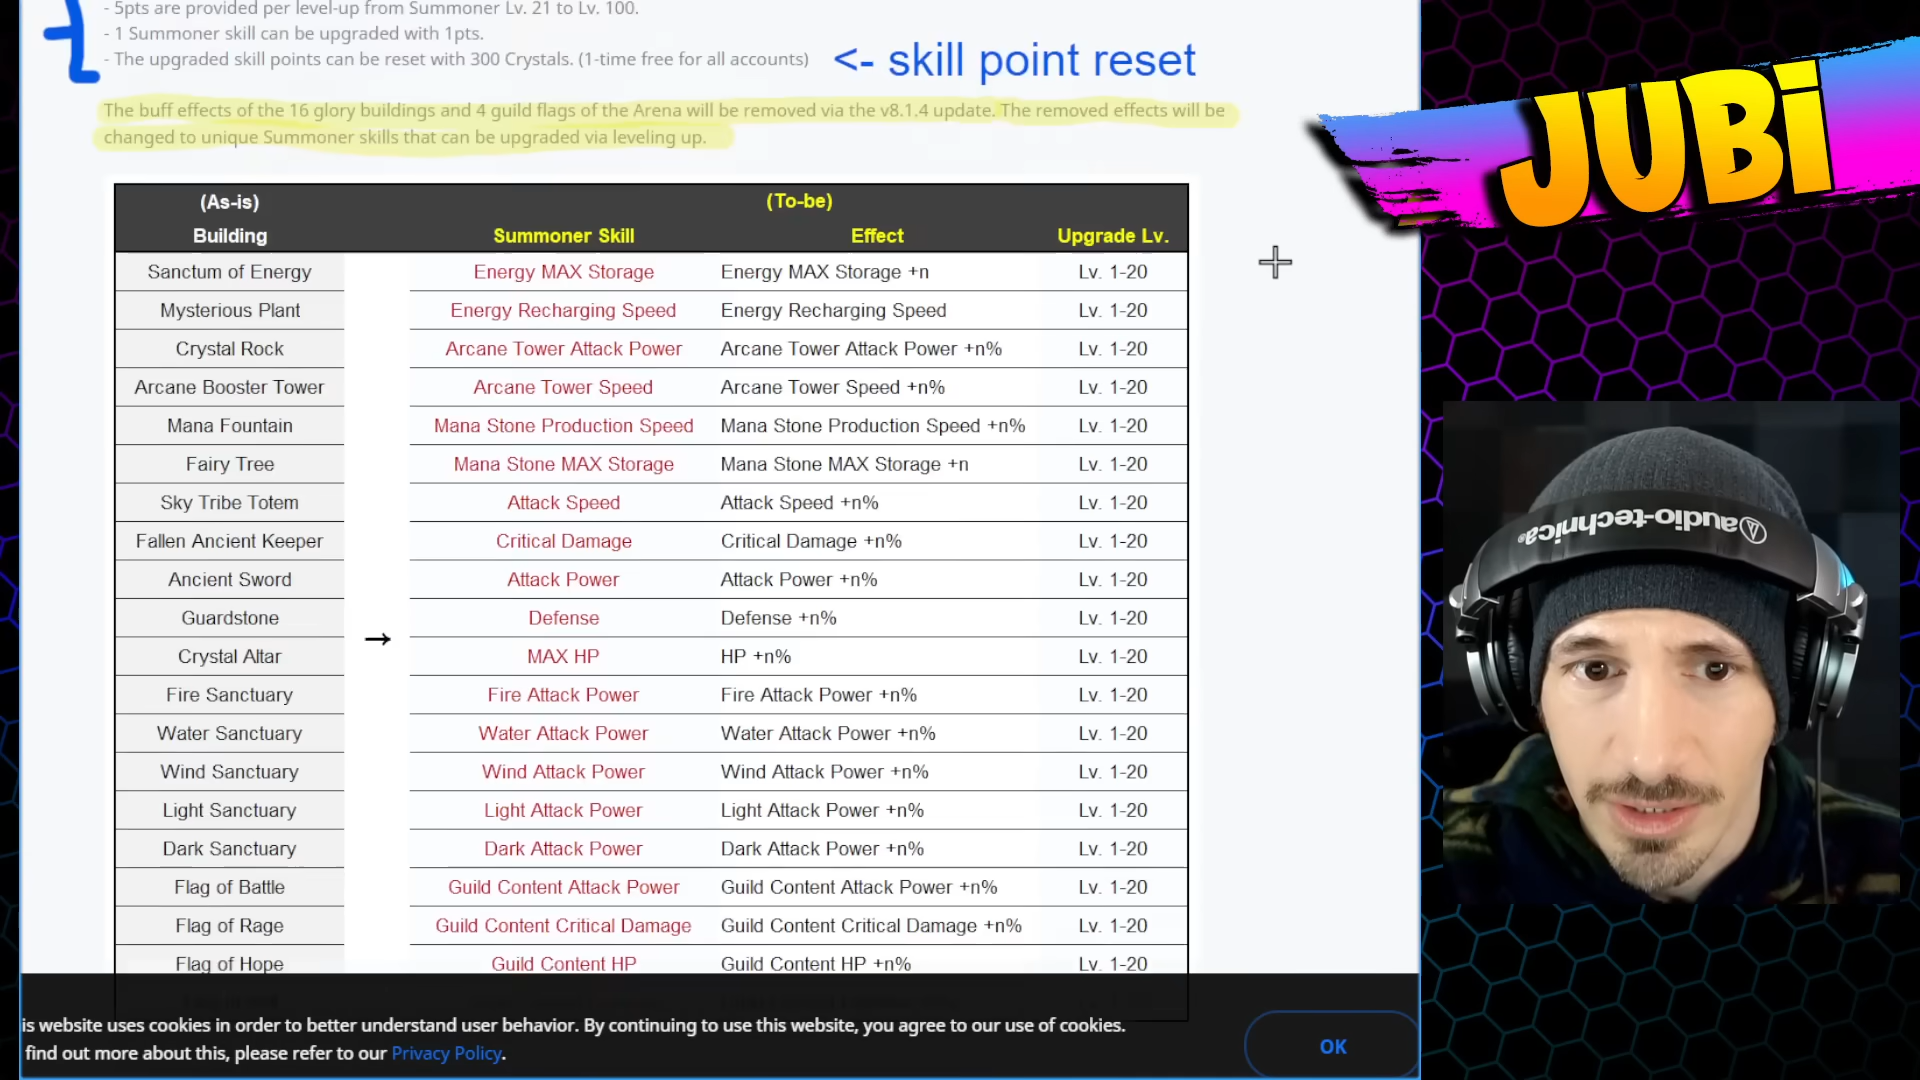 - 5pts are provided per level-up from Summoner Lv. 21 to Lv. 100.
- 1 Summoner skill can be upgraded with 1pts.
- The upgraded skill points can be reset with 300 Crystals. (1-time free for all accounts)
<- skill point reset
The buff effects of the 16 glory buildings and 4 guild flags of the Arena will be removed via the v8.1.4 update. The removed effects will be
changed to unique Summoner skills that can be upgraded via leveling up.
JUBi
(As-is) (To-be)
Building Summoner Skill Effect Upgrade Lv.
Sanctum of Energy Energy MAX Storage Energy MAX Storage +n Lv. 1-20
Mysterious Plant Energy Recharging Speed Energy Recharging Speed Lv. 1-20
Crystal Rock Arcane Tower Attack Power Arcane Tower Attack Power +n% Lv. 1-20
Arcane Booster Tower Arcane Tower Speed Arcane Tower Speed +n% Lv. 1-20
Mana Fountain Mana Stone Production Speed Mana Stone Production Speed +n% Lv. 1-20
Fairy Tree Mana Stone MAX Storage Mana Stone MAX Storage +n Lv. 1-20
Sky Tribe Totem Attack Speed Attack Speed +n% Lv. 1-20
Fallen Ancient Keeper Critical Damage Critical Damage +n% Lv. 1-20
Ancient Sword Attack Power Attack Power +n% Lv. 1-20
Guardstone Defense Defense +n% Lv. 1-20
Crystal Altar → MAX HP HP +n% Lv. 1-20
Fire Sanctuary Fire Attack Power Fire Attack Power +n% Lv. 1-20
Water Sanctuary Water Attack Power Water Attack Power +n% Lv. 1-20
Wind Sanctuary Wind Attack Power Wind Attack Power +n% Lv. 1-20
Light Sanctuary Light Attack Power Light Attack Power +n% Lv. 1-20
Dark Sanctuary Dark Attack Power Dark Attack Power +n% Lv. 1-20
Flag of Battle Guild Content Attack Power Guild Content Attack Power +n% Lv. 1-20
Flag of Rage Guild Content Critical Damage Guild Content Critical Damage +n% Lv. 1-20
Flag of Hope Guild Content HP Guild Content HP +n% Lv. 1-20
audio-technica
is website uses cookies in order to better understand user behavior. By continuing to use this website, you agree to our use of cookies.
find out more about this, please refer to our Privacy Policy.
OK